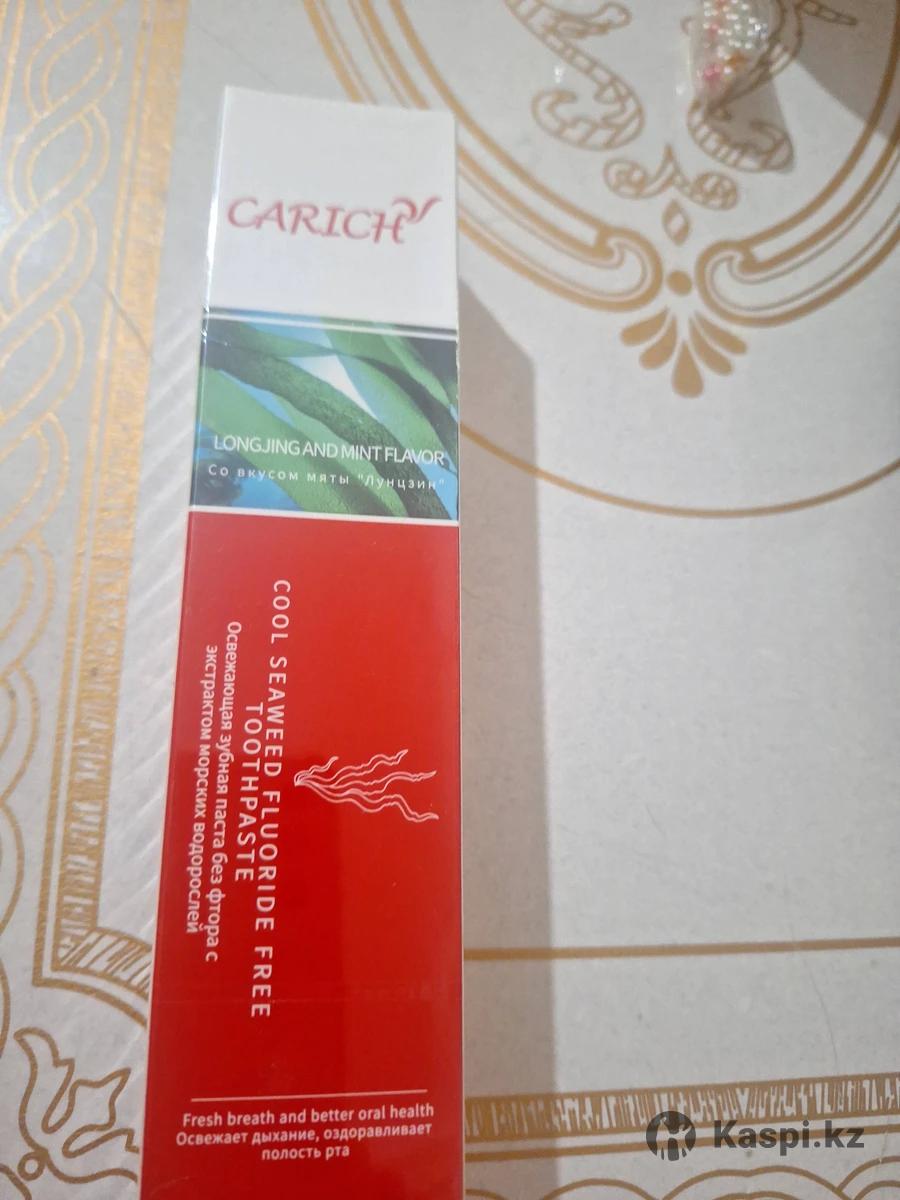 CARICH
LONGJING AND MINT FLAVOR
Со вкусом мяты "Лунцзин"
COOL SEAWEED FLUORIDE FREE
TOOTHPASTE
Освежающая зубная паста без фтора с
экстрактом морских водорослей
Fresh breath and better oral health
Освежает дыхание, оздоравливает
полость рта
Kaspi.kz